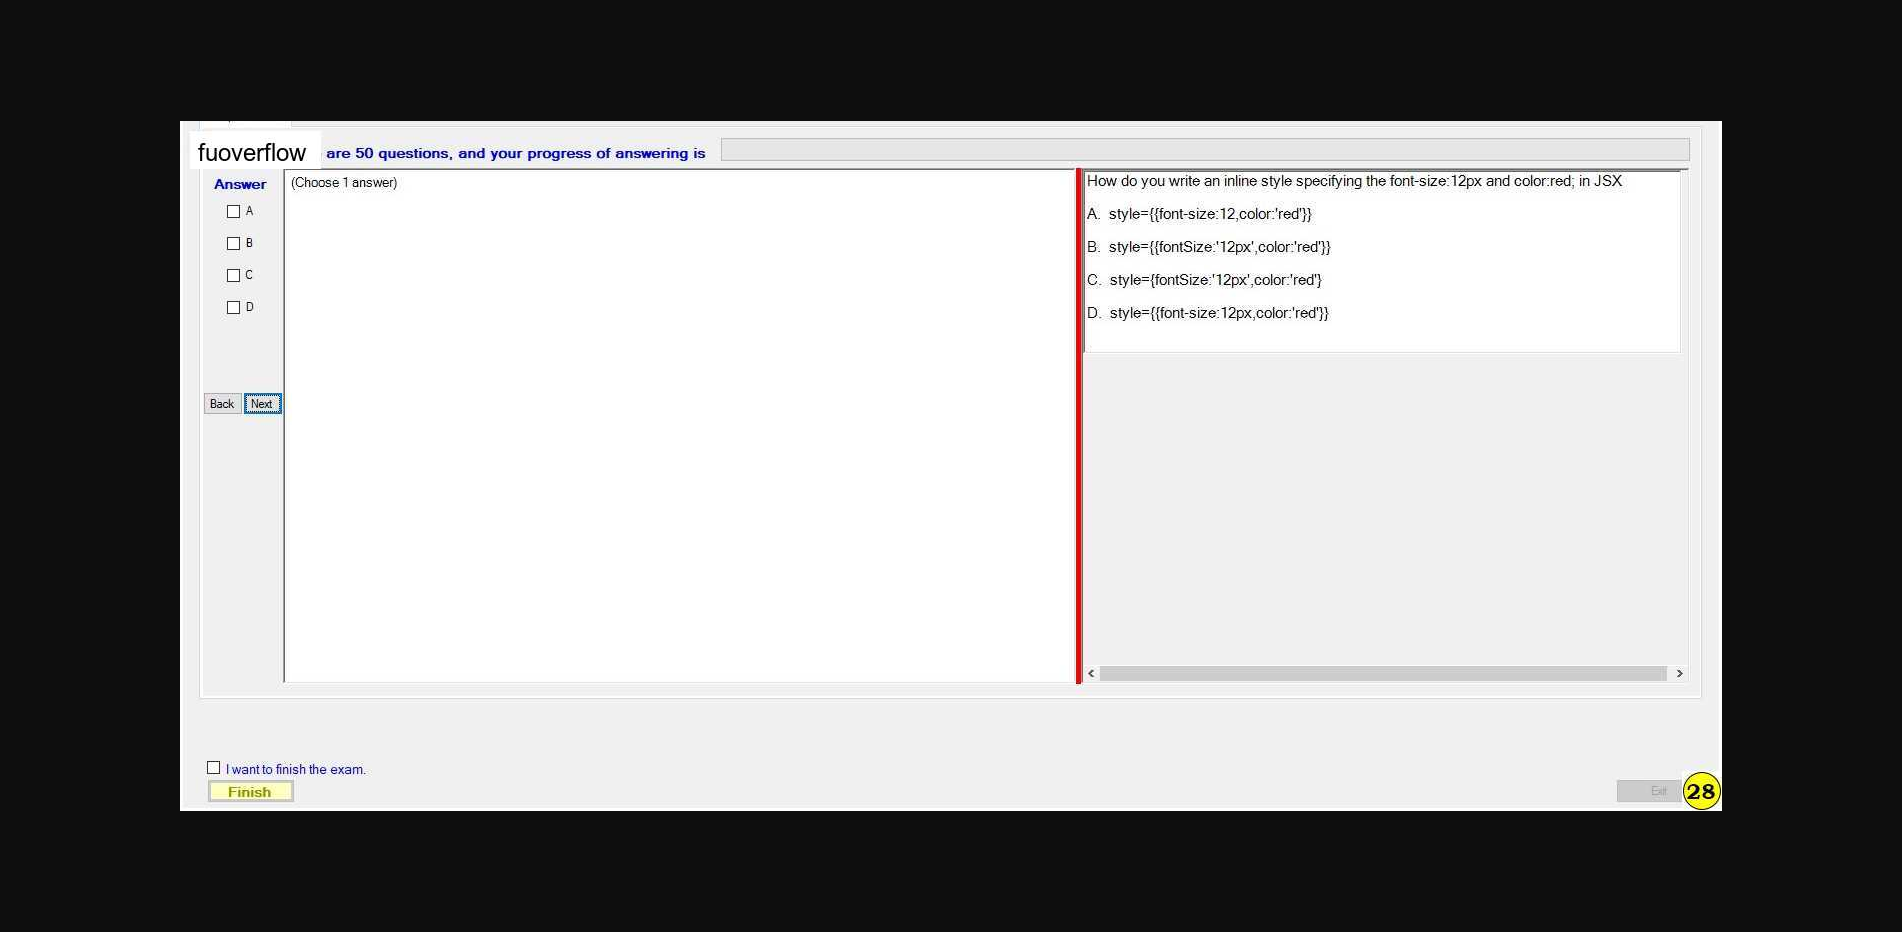 fuoverflow are 50 questions, and your progress of answering is
Answer
(Choose 1 answer)
A
B
C
D
Back Next
How do you write an inline style specifying the font-size:12px and color:red; in JSX
A. style={{font-size:12,color:'red'}}
B. style={{fontSize:'12px',color:'red'}}
C. style={fontSize:'12px',color:'red'}
D. style={{font-size:12px,color:'red'}}
I want to finish the exam.
Finish
Exit
28